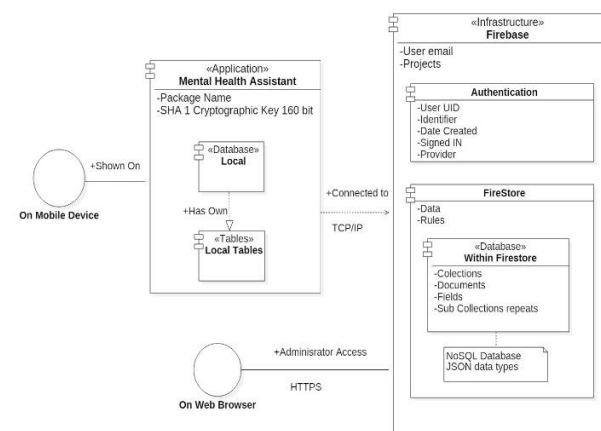 «Infrastructure»
Firebase
-User email
-Projects
«Application»
Mental Health Assistant
-Package Name
-SHA 1 Cryptographic Key 160 bit
Authentication
-User UID
-Identifier
-Date Created
-Signed IN
-Provider
«Database»
Local
+Shown On
On Mobile Device
+Has Own
+Connected to
TCP/IP
«Tables»
Local Tables
FireStore
-Data
-Rules
«Database»
Within Firestore
-Colections
-Documents
-Fields
-Sub Collections repeats
NoSQL Database
JSON data types
+Adminisrator Access
HTTPS
On Web Browser